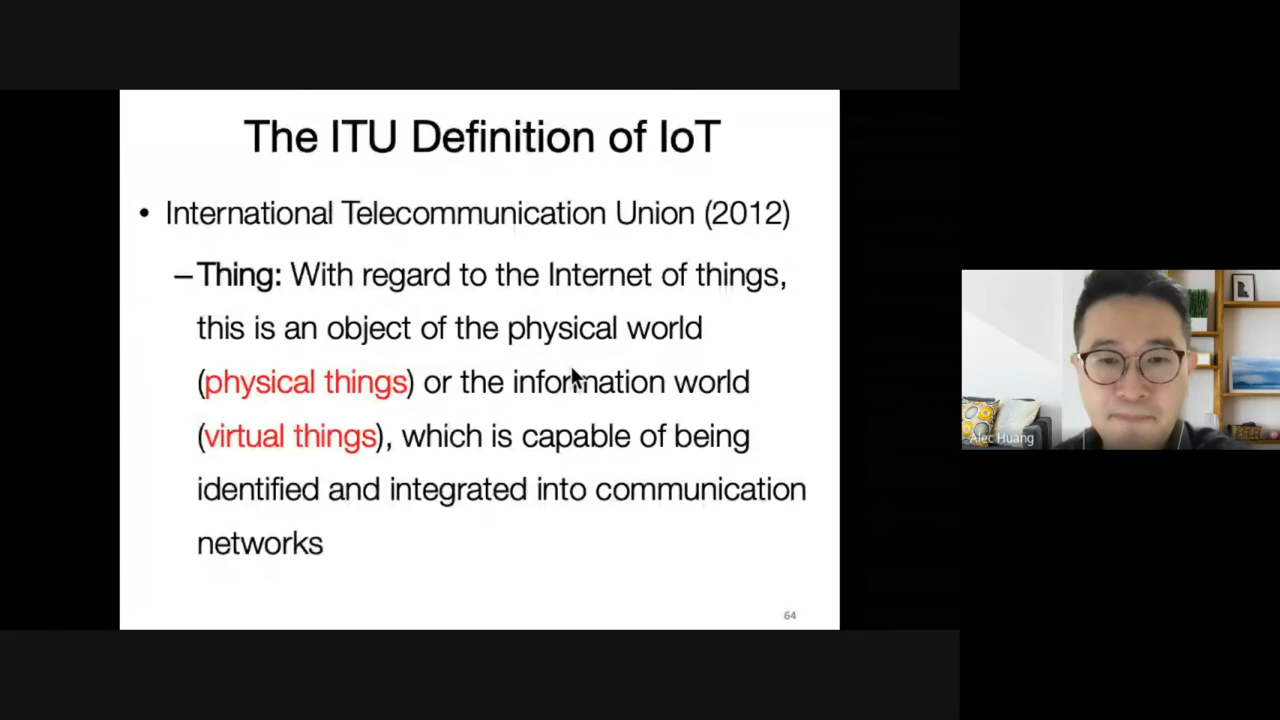 The ITU Definition of IoT
• International Telecommunication Union (2012)
– Thing: With regard to the Internet of things,
this is an object of the physical world
(physical things) or the information world
(virtual things), which is capable of being
identified and integrated into communication
networks
64
Alec Huang